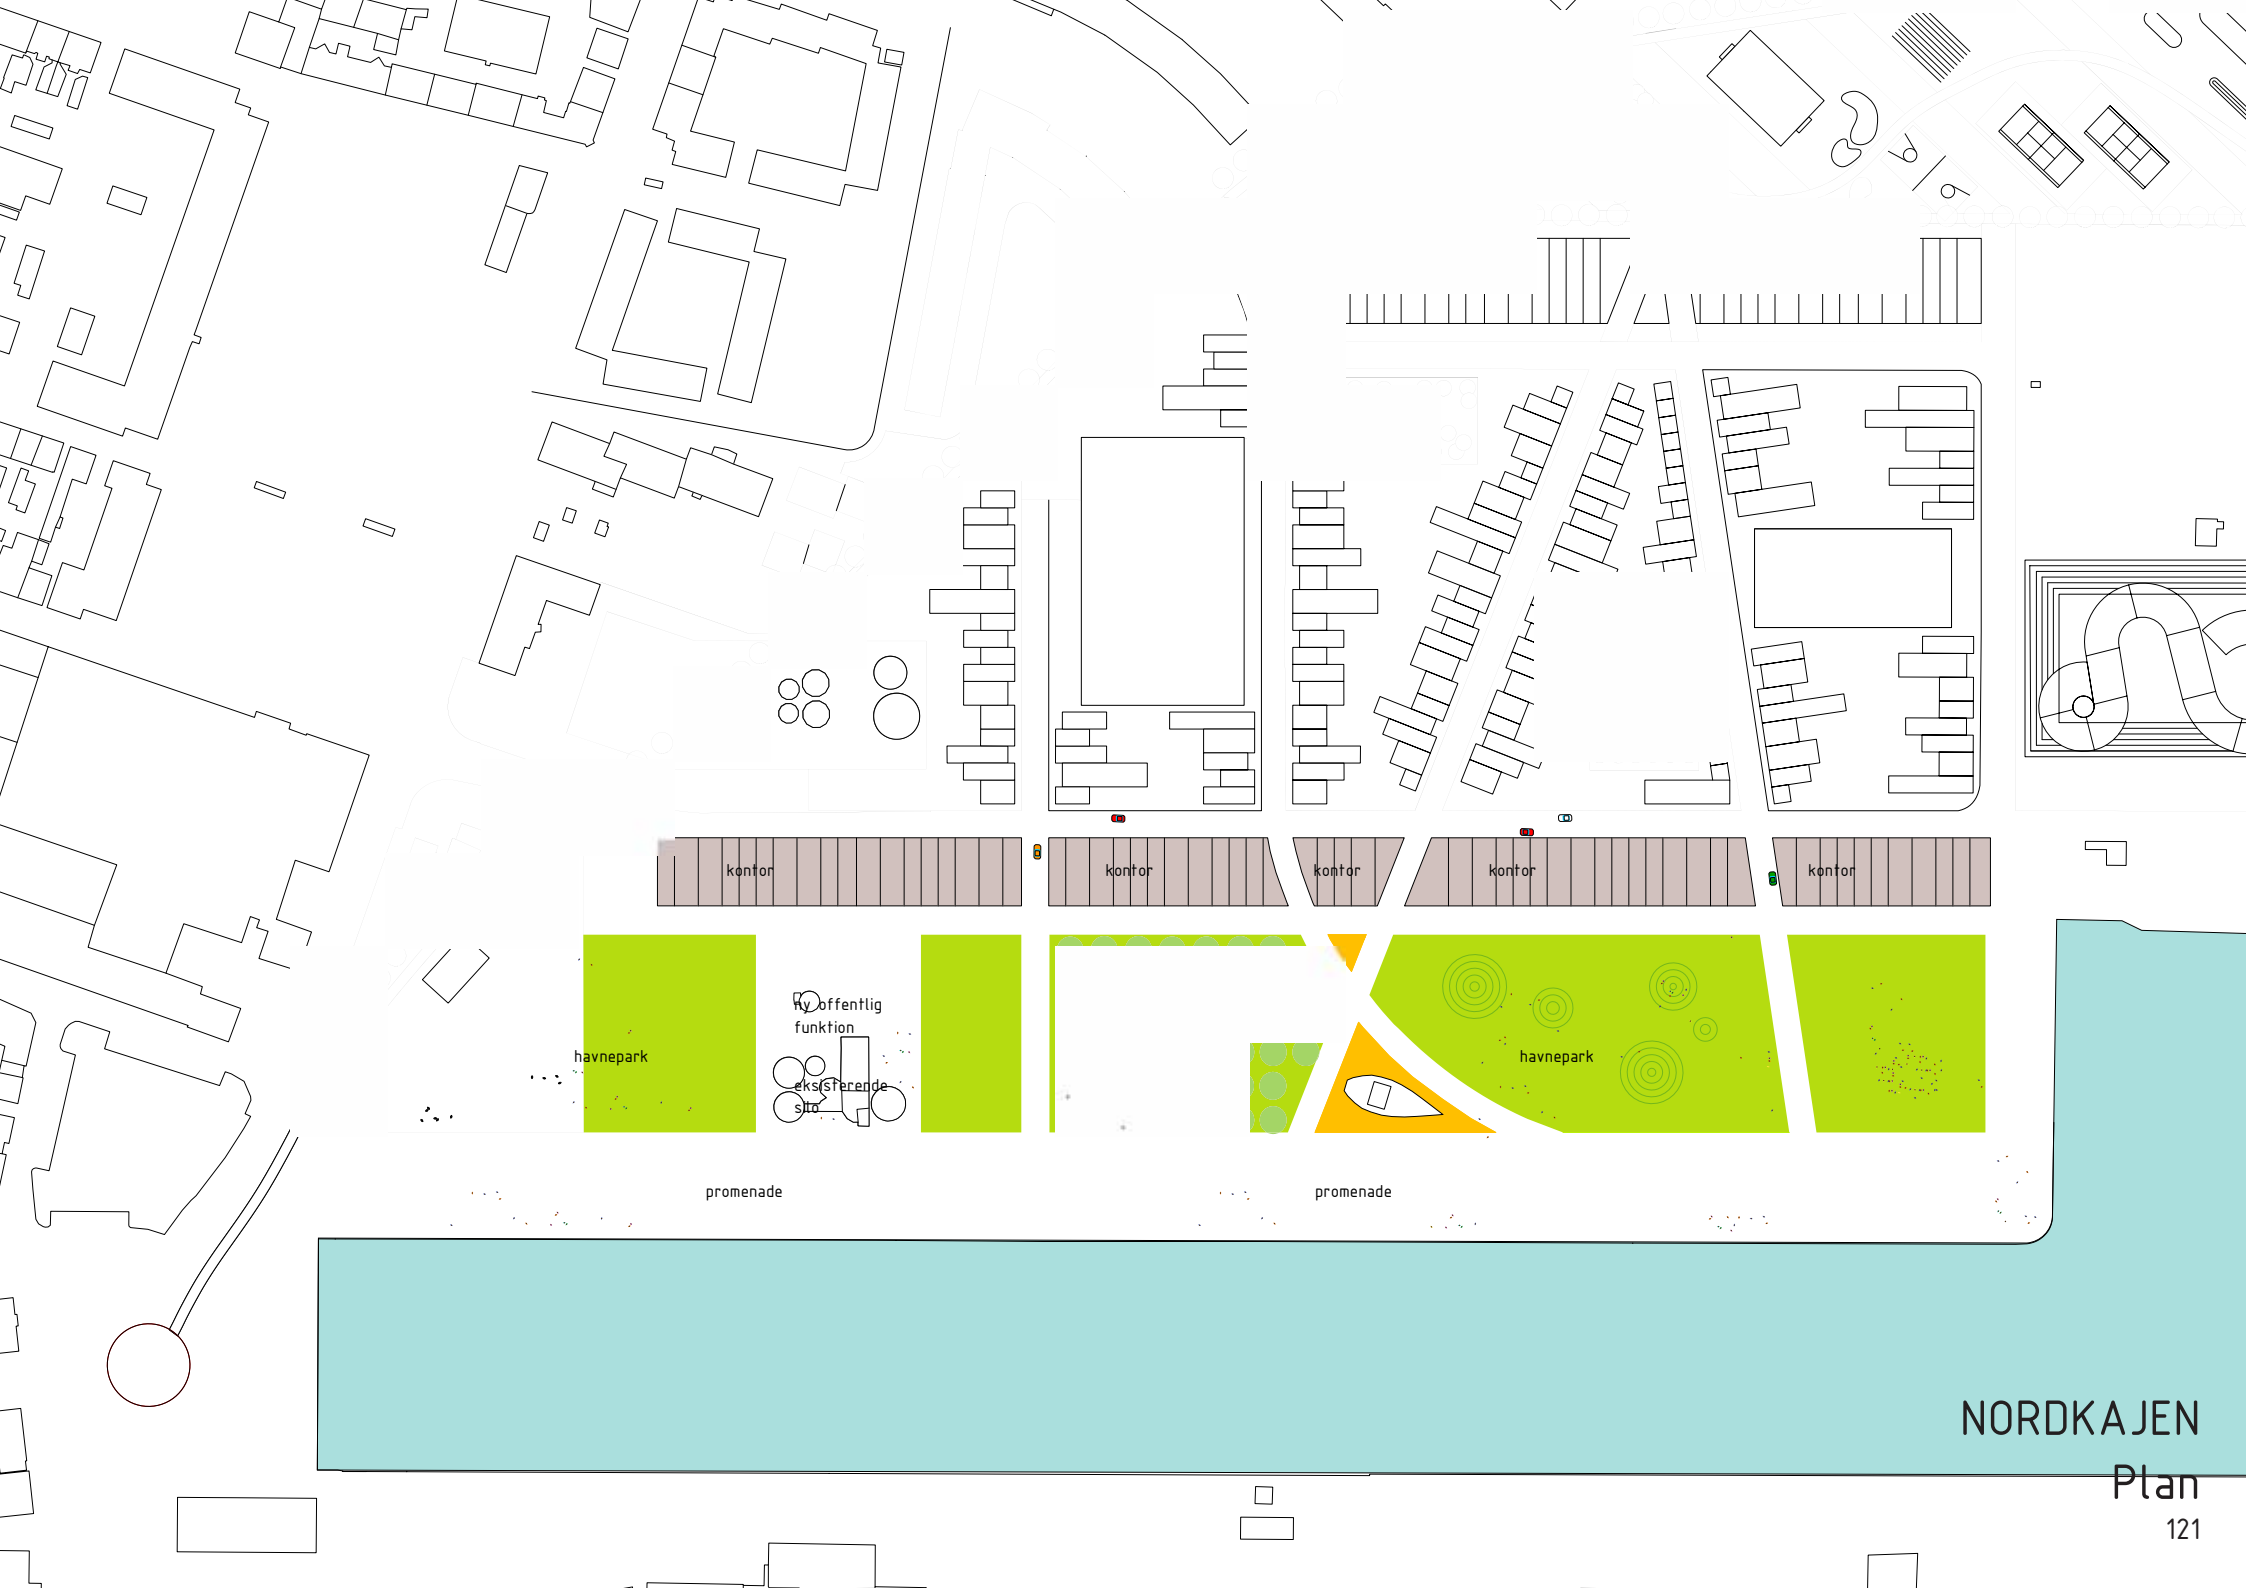 kontor
kontor
kontor
kontor
kontor
ny offentlig
funktion
havnepark
eksisterende
silo
havnepark
promenade
promenade
NORDKAJEN
Plan
121